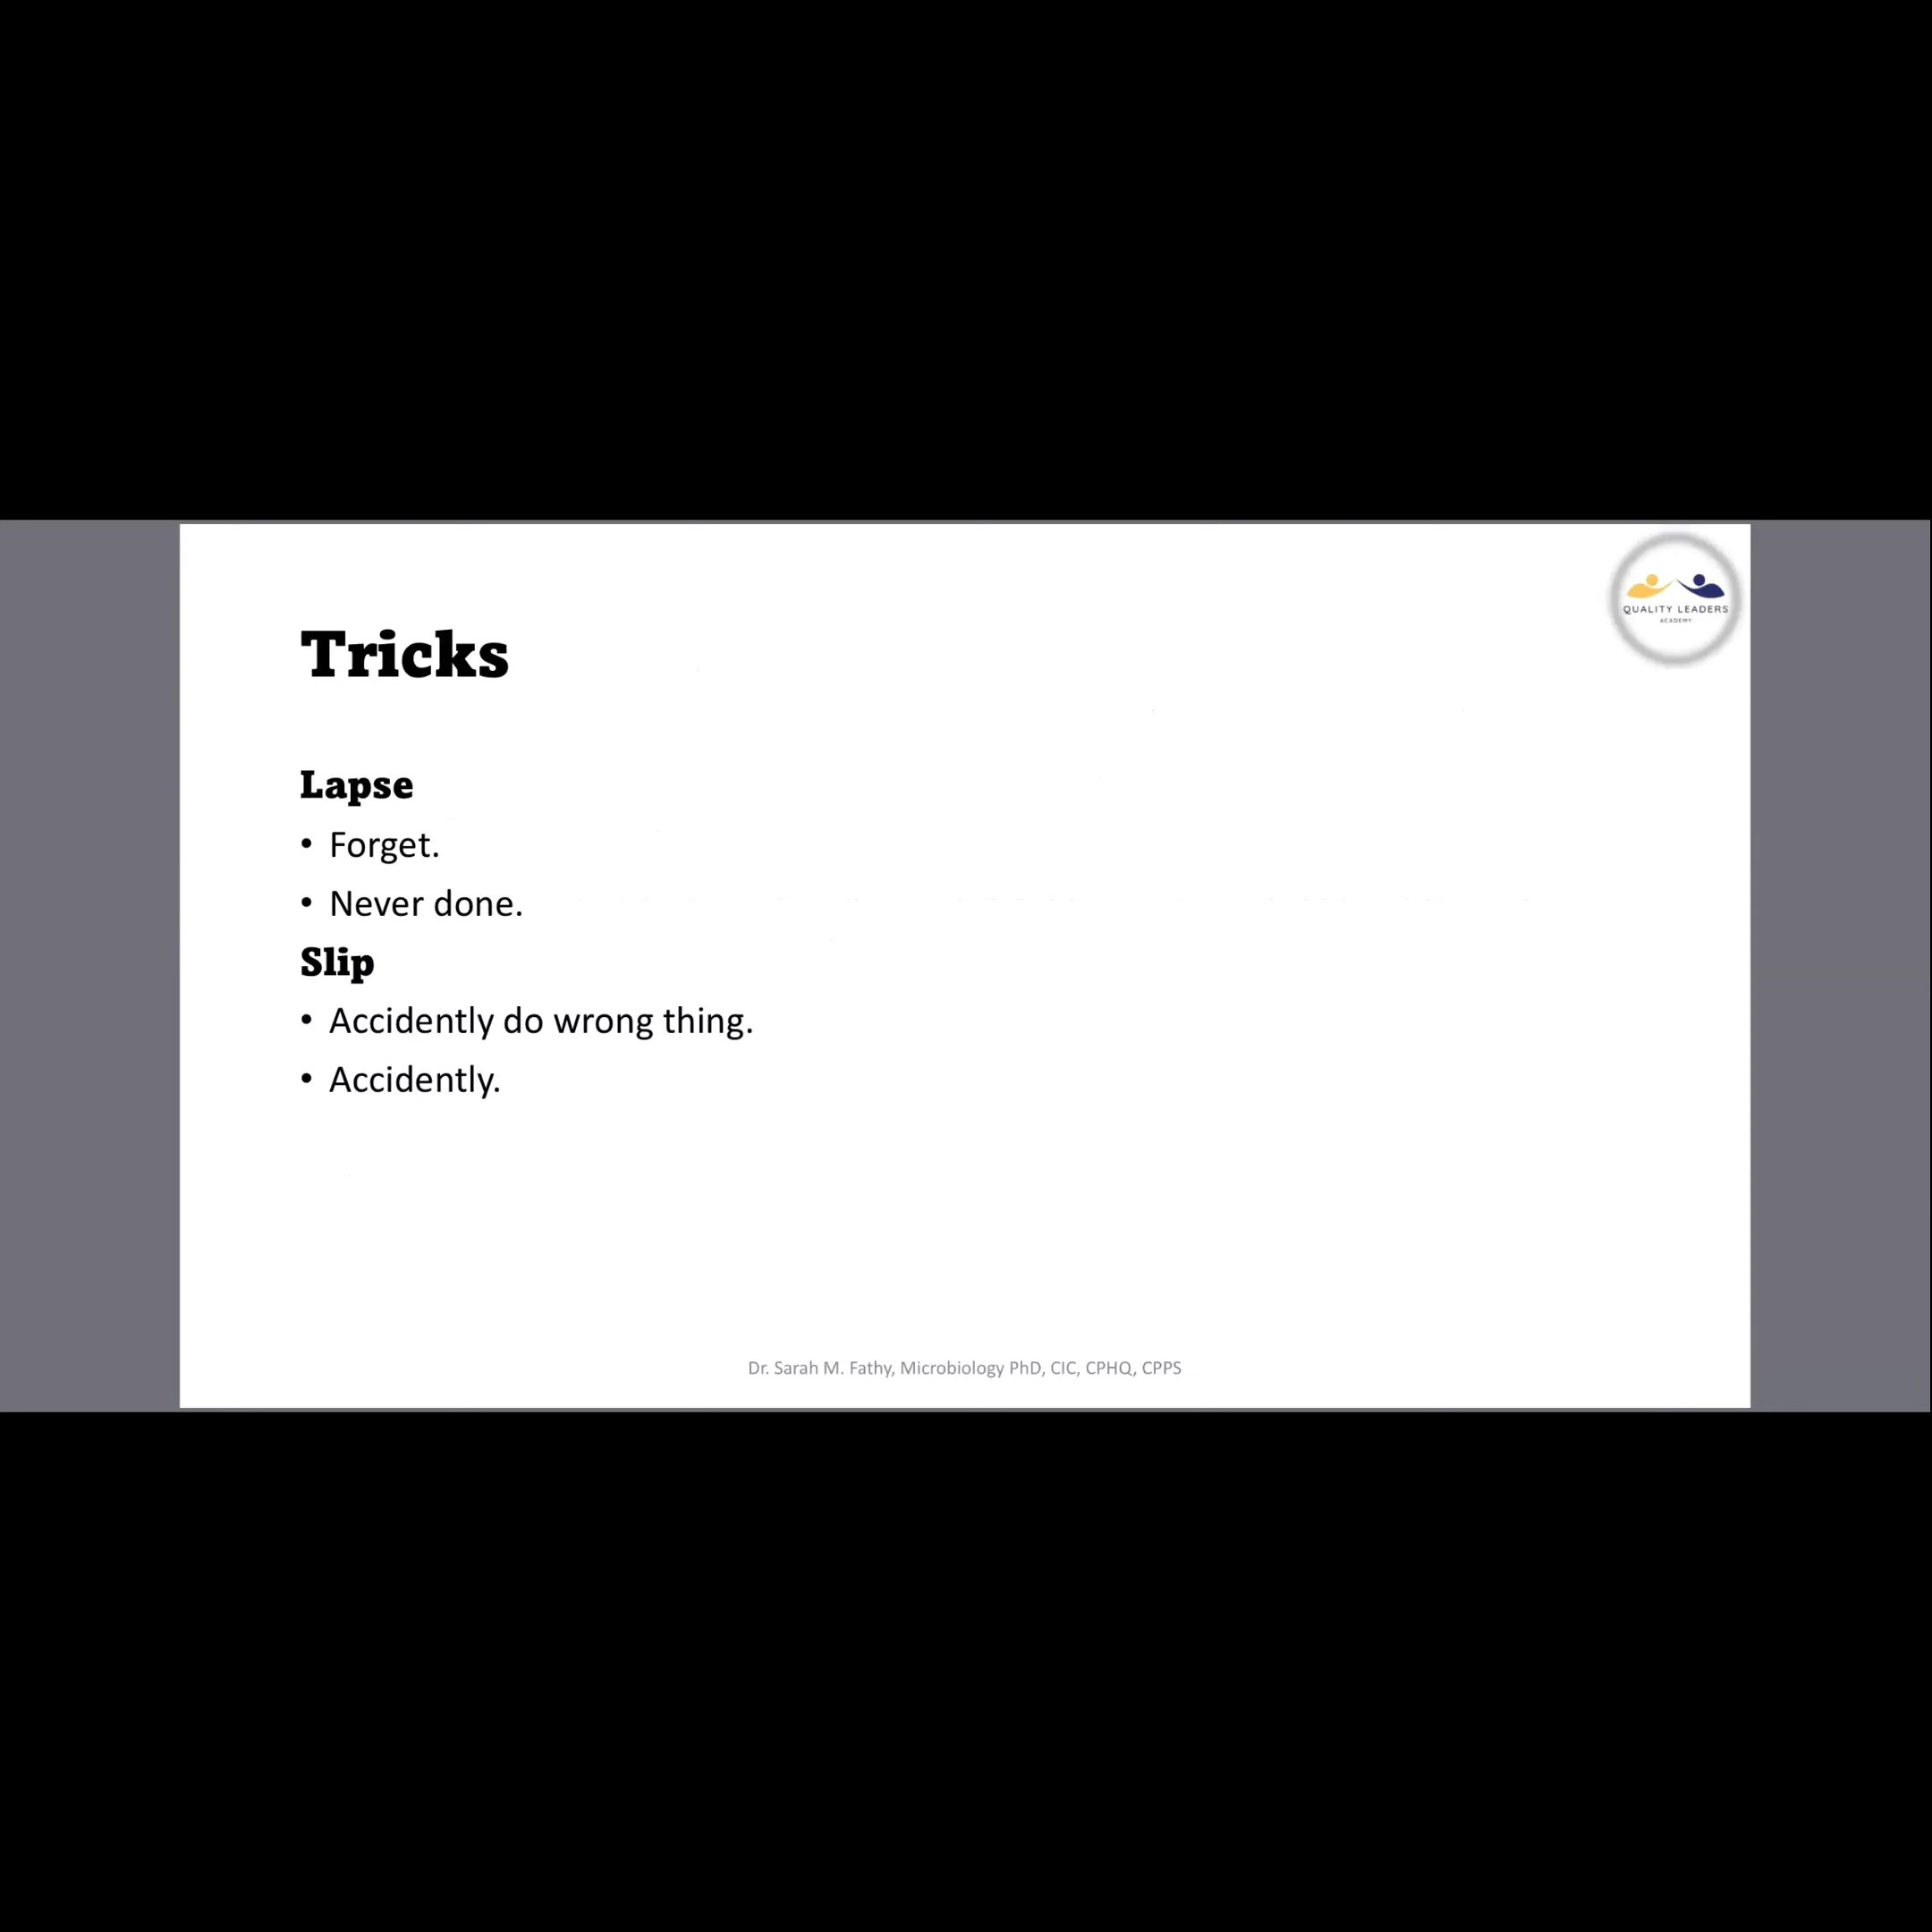 QUALITY LEADERS
ACADEMY
Tricks
Lapse
• Forget.
• Never done.
Slip
• Accidently do wrong thing.
• Accidently.
Dr. Sarah M. Fathy, Microbiology PhD, CIC, CPHQ, CPPS